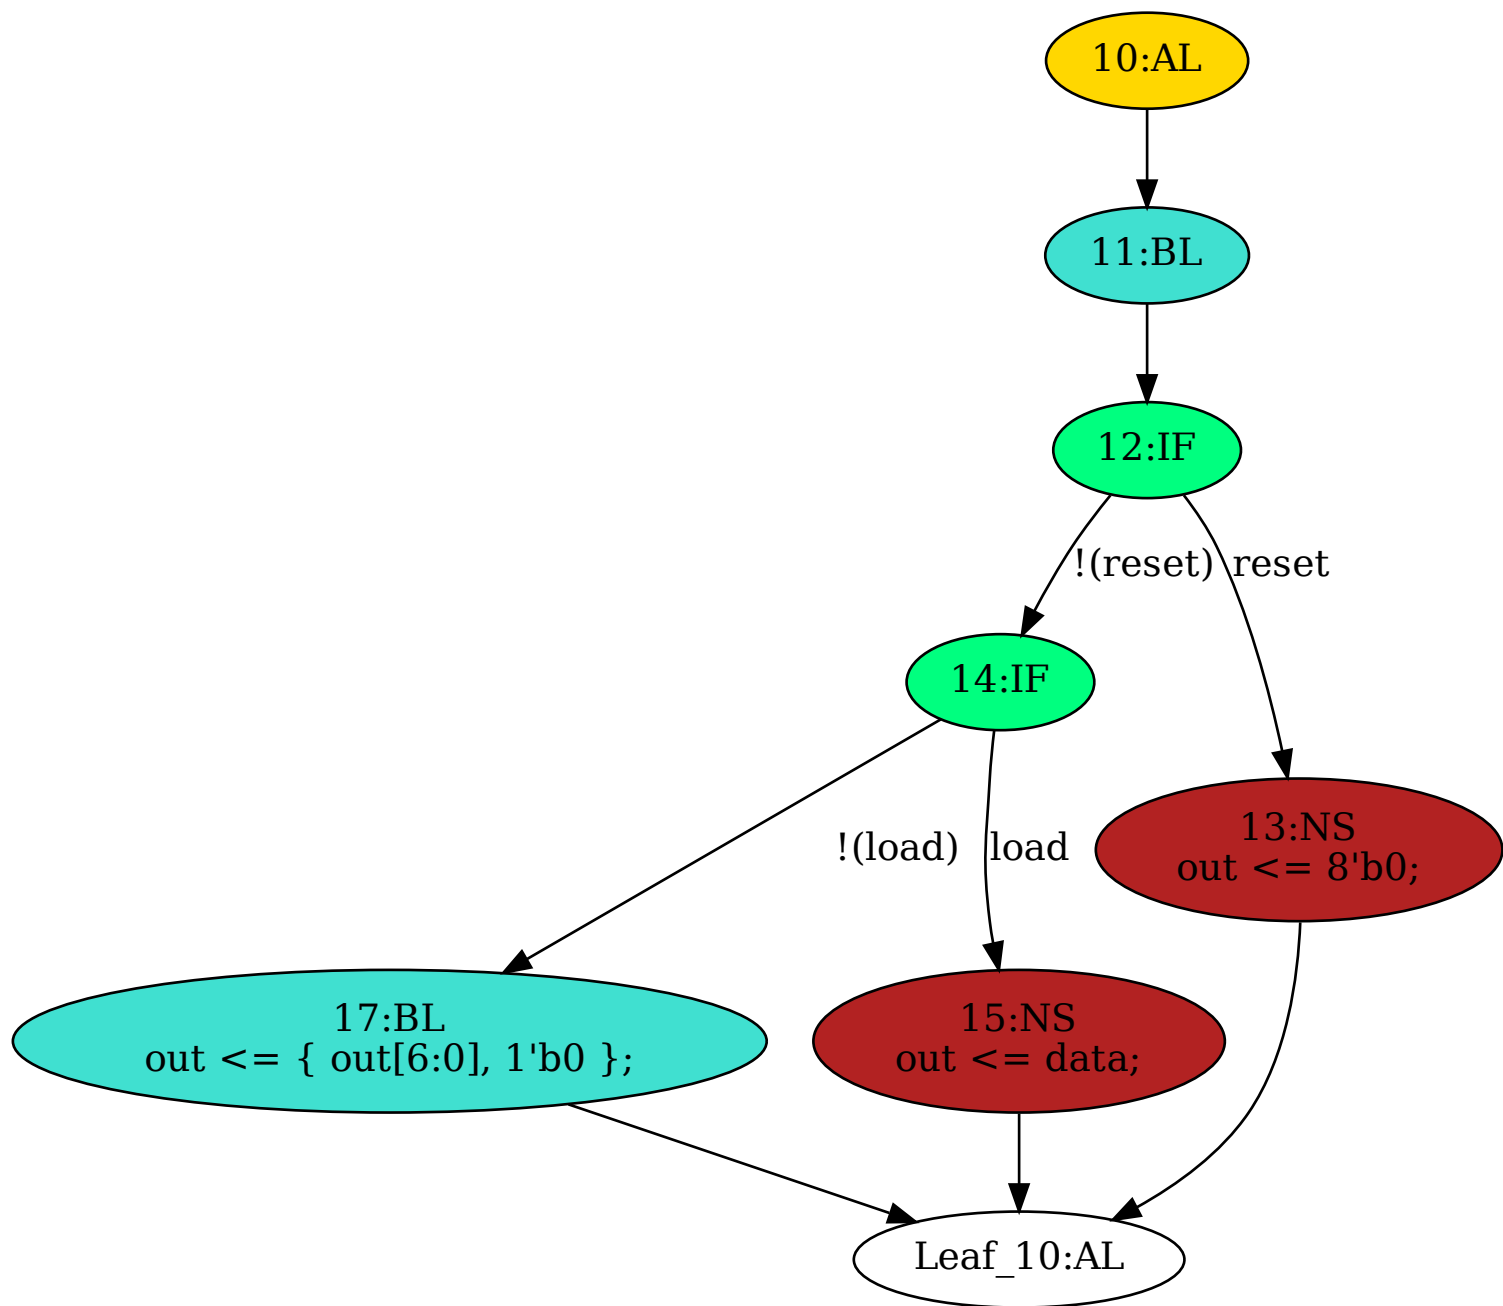 10:AL
11:BL
12:IF
!(reset)
reset
14:IF
13:NS
out <= 8'b0;
!(load)
load
17:BL
out <= { out[6:0], 1'b0 };
15:NS
out <= data;
Leaf_10:AL